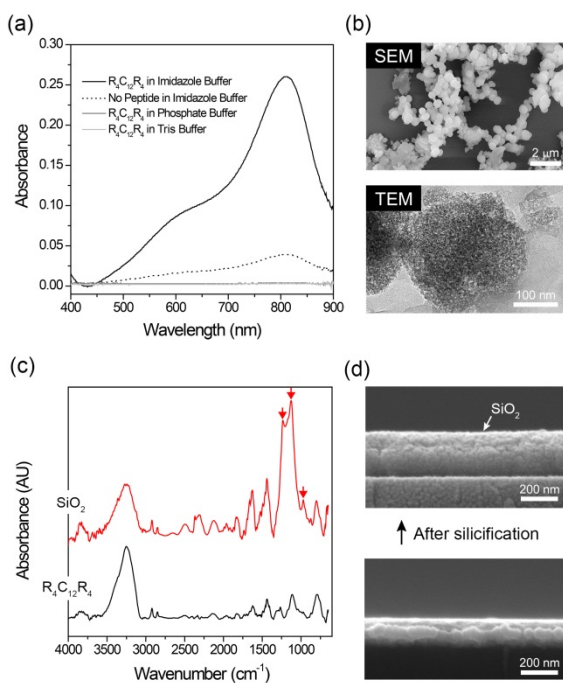 (a)
0.30
0.25
0.20
0.15
0.10
0.05
0.00
Absorbance
R₄C₁₂R₄ in Imidazole Buffer
No Peptide in Imidazole Buffer
R₄C₁₂R₄ in Phosphate Buffer
R₄C₁₂R₄ in Tris Buffer
400 500 600 700 800 900
Wavelength (nm)
(b)
SEM
2 μm
TEM
100 nm
(c)
Absorbance (AU)
SiO₂
R₄C₁₂R₄
4000 3500 3000 2500 2000 1500 1000
Wavenumber (cm⁻¹)
(d)
SiO₂
200 nm
After silicification
200 nm